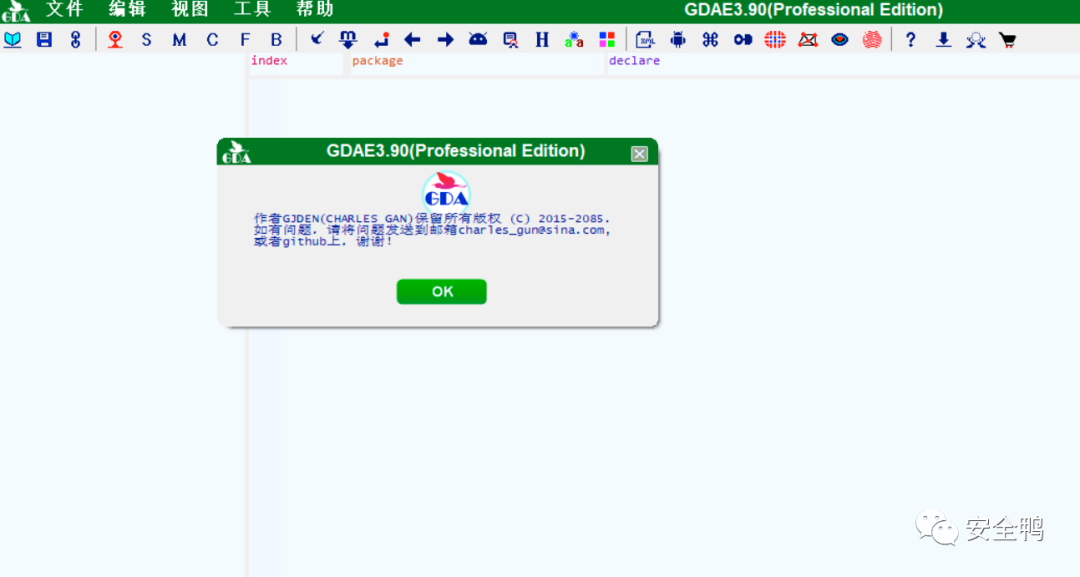 GDA
文件 编辑 视图 工具 帮助
GDAE3.90(Professional Edition)
S M C F B
H
XML
a a
?
index package declare
GDA
GDAE3.90(Professional Edition)
GDA
作者GJDEN(CHARLES GAN)保留所有版权 (C) 2015-2085.
如有问题，请将问题发送到邮箱charles_gun@sina.com,
或者github上，谢谢！
OK
安全鸭